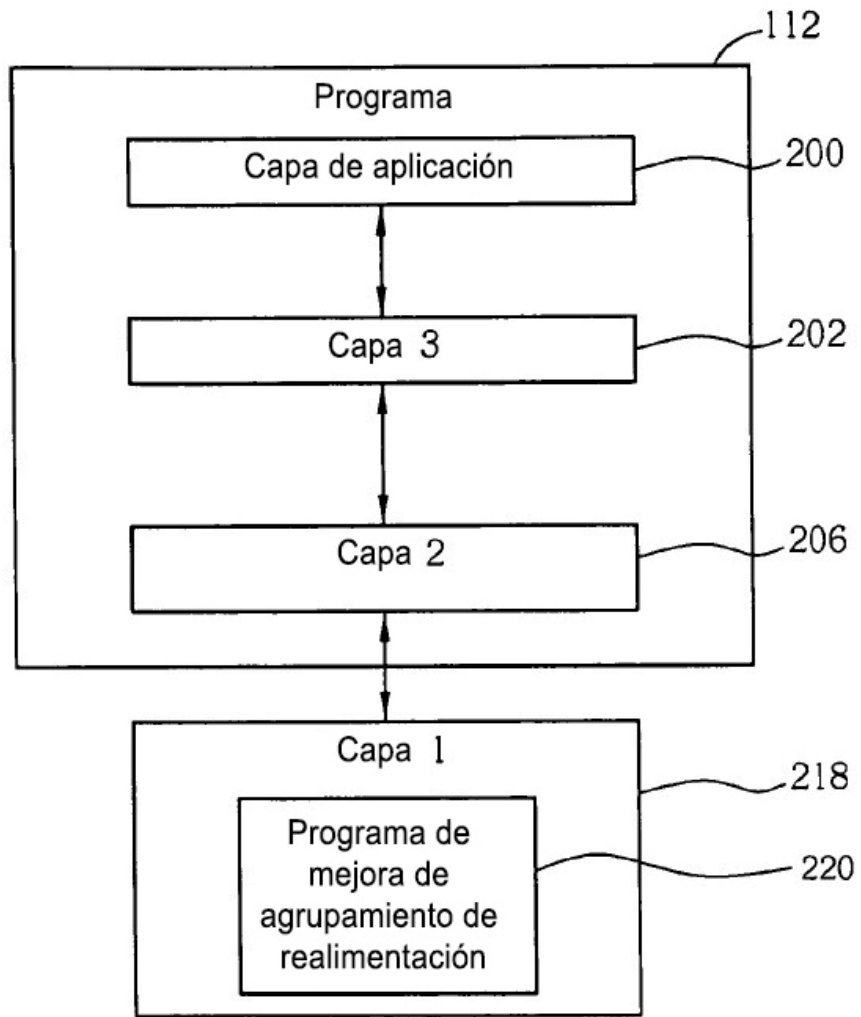 112
Programa
Capa de aplicación
200
Capa 3
202
Capa 2
206
Capa 1
218
Programa de
mejora de
agrupamiento de
realimentación
220